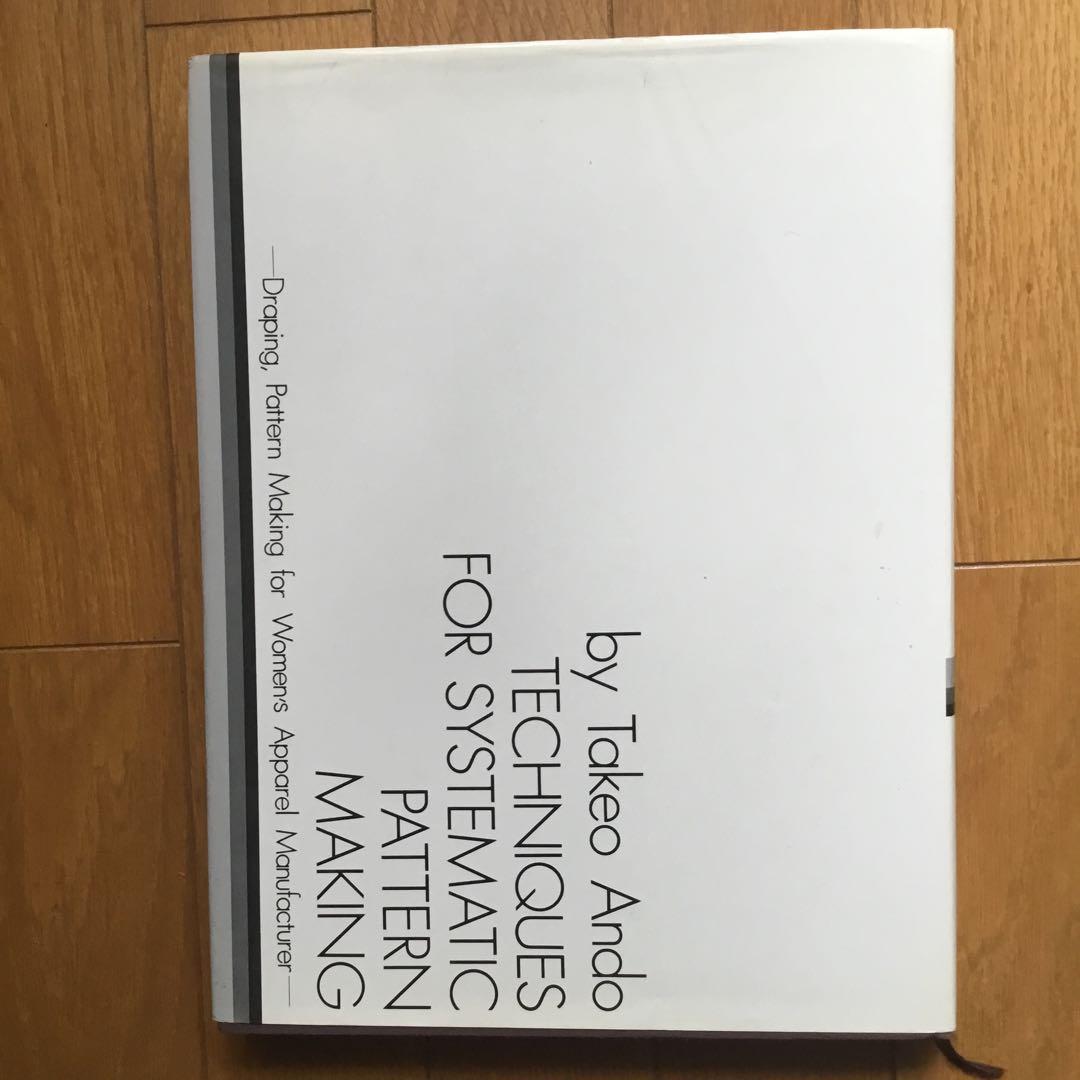 by Takeo Ando
TECHNIQUES
FOR SYSTEMATIC
PATTERN
MAKING
—Draping, Pattern Making for Women's Apparel Manufacturer—